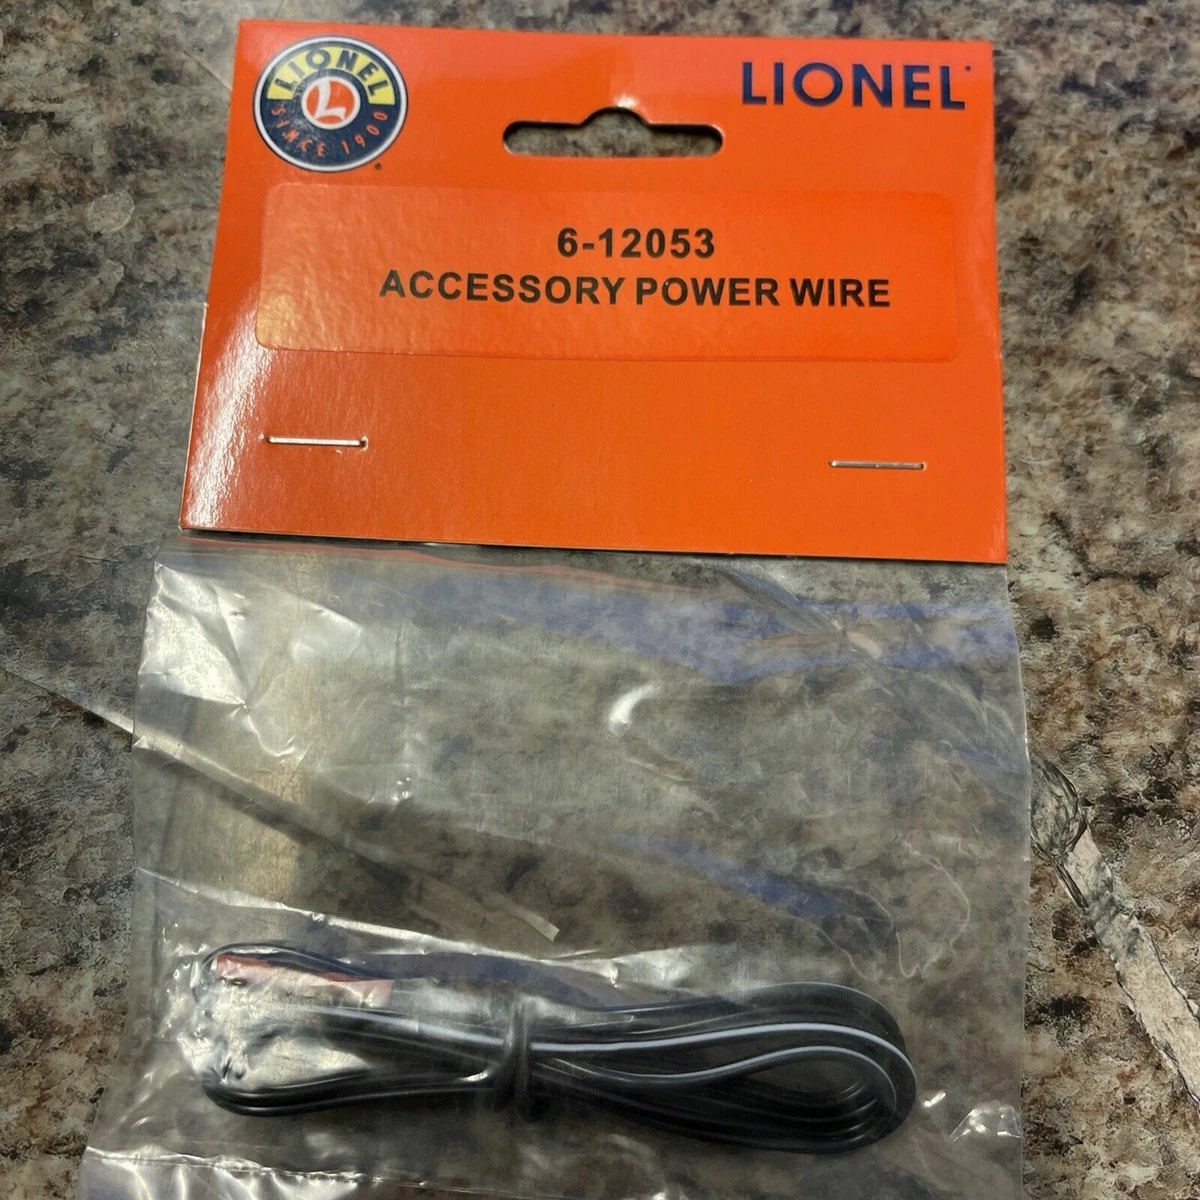 LIONEL
L
SINCE 1900
LIONEL
6-12053
ACCESSORY POWER WIRE